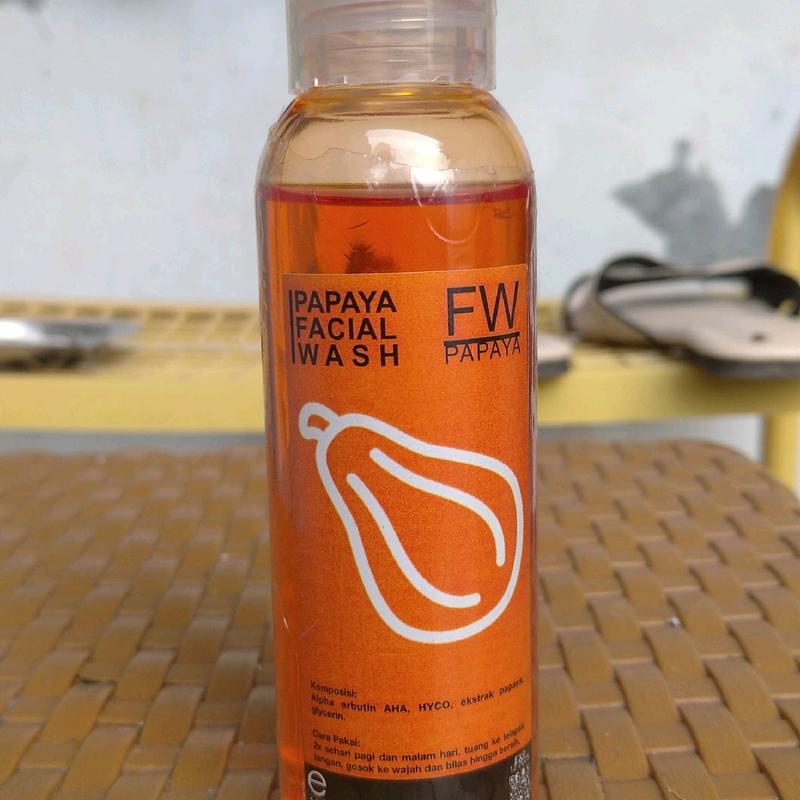 PAPAYA
FACIAL
WASH
FW
PAPAYA
Komposisi:
Alpha arbutin AHA, HYCO, ekstrak papaya,
glycerin.
Cara Pakai:
2x sehari pagi dan malam hari, tuang ke telapak
tangan, gosok ke wajah dan bilas hingga bersih.
e